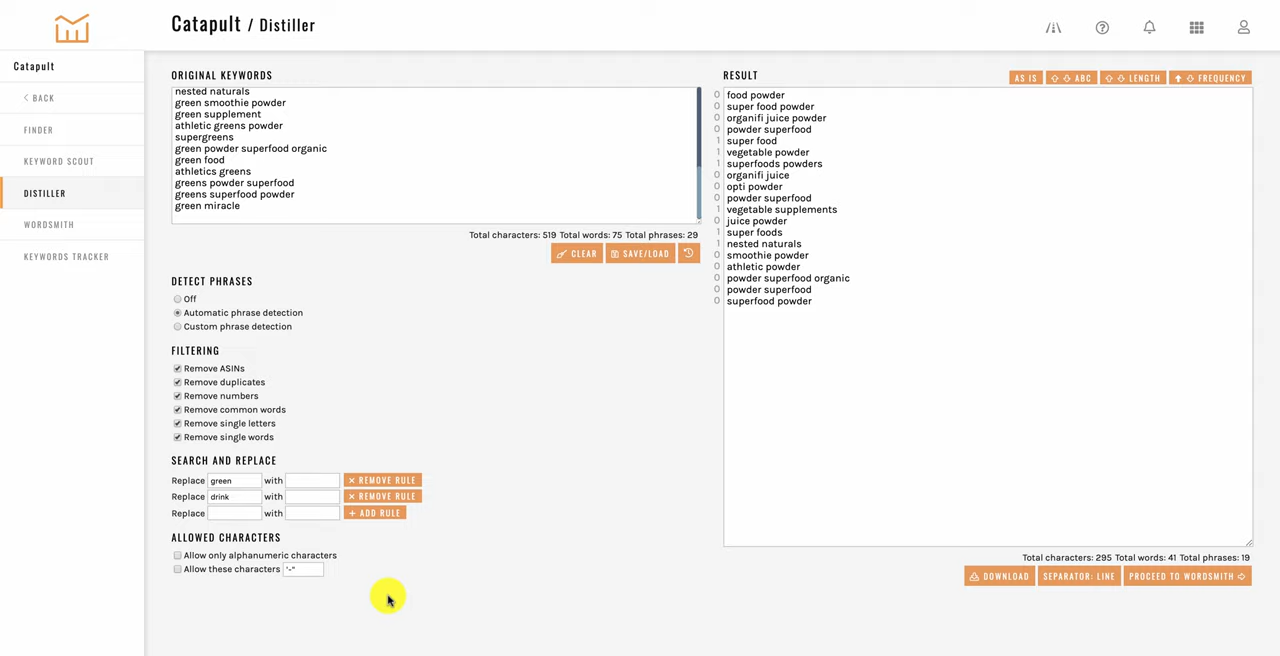 Catapult / Distiller
Catapult
< BACK
FINDER
KEYWORD SCOUT
DISTILLER
WORDSMITH
KEYWORDS TRACKER
ORIGINAL KEYWORDS
nested naturals
green smoothie powder
green supplement
athletic greens powder
supergreens
green powder superfood organic
green food
athletics greens
greens powder superfood
greens superfood powder
green miracle
Total characters: 519 Total words: 75 Total phrases: 29
CLEAR SAVE/LOAD
DETECT PHRASES
Off
Automatic phrase detection
Custom phrase detection
FILTERING
Remove ASINs
Remove duplicates
Remove numbers
Remove common words
Remove single letters
Remove single words
SEARCH AND REPLACE
Replace green with × REMOVE RULE
Replace drink with × REMOVE RULE
Replace with + ADD RULE
ALLOWED CHARACTERS
Allow only alphanumeric characters
Allow these characters '-"
RESULT
AS IS ABC LENGTH FREQUENCY
0 food powder
0 super food powder
0 organifi juice powder
0 powder superfood
1 super food
1 vegetable powder
1 superfoods powders
0 organifi juice
0 opti powder
0 powder superfood
1 vegetable supplements
0 juice powder
1 super foods
1 nested naturals
0 smoothie powder
0 athletic powder
0 powder superfood organic
0 powder superfood
0 superfood powder
Total characters: 295 Total words: 41 Total phrases: 19
DOWNLOAD SEPARATOR: LINE PROCEED TO WORDSMITH